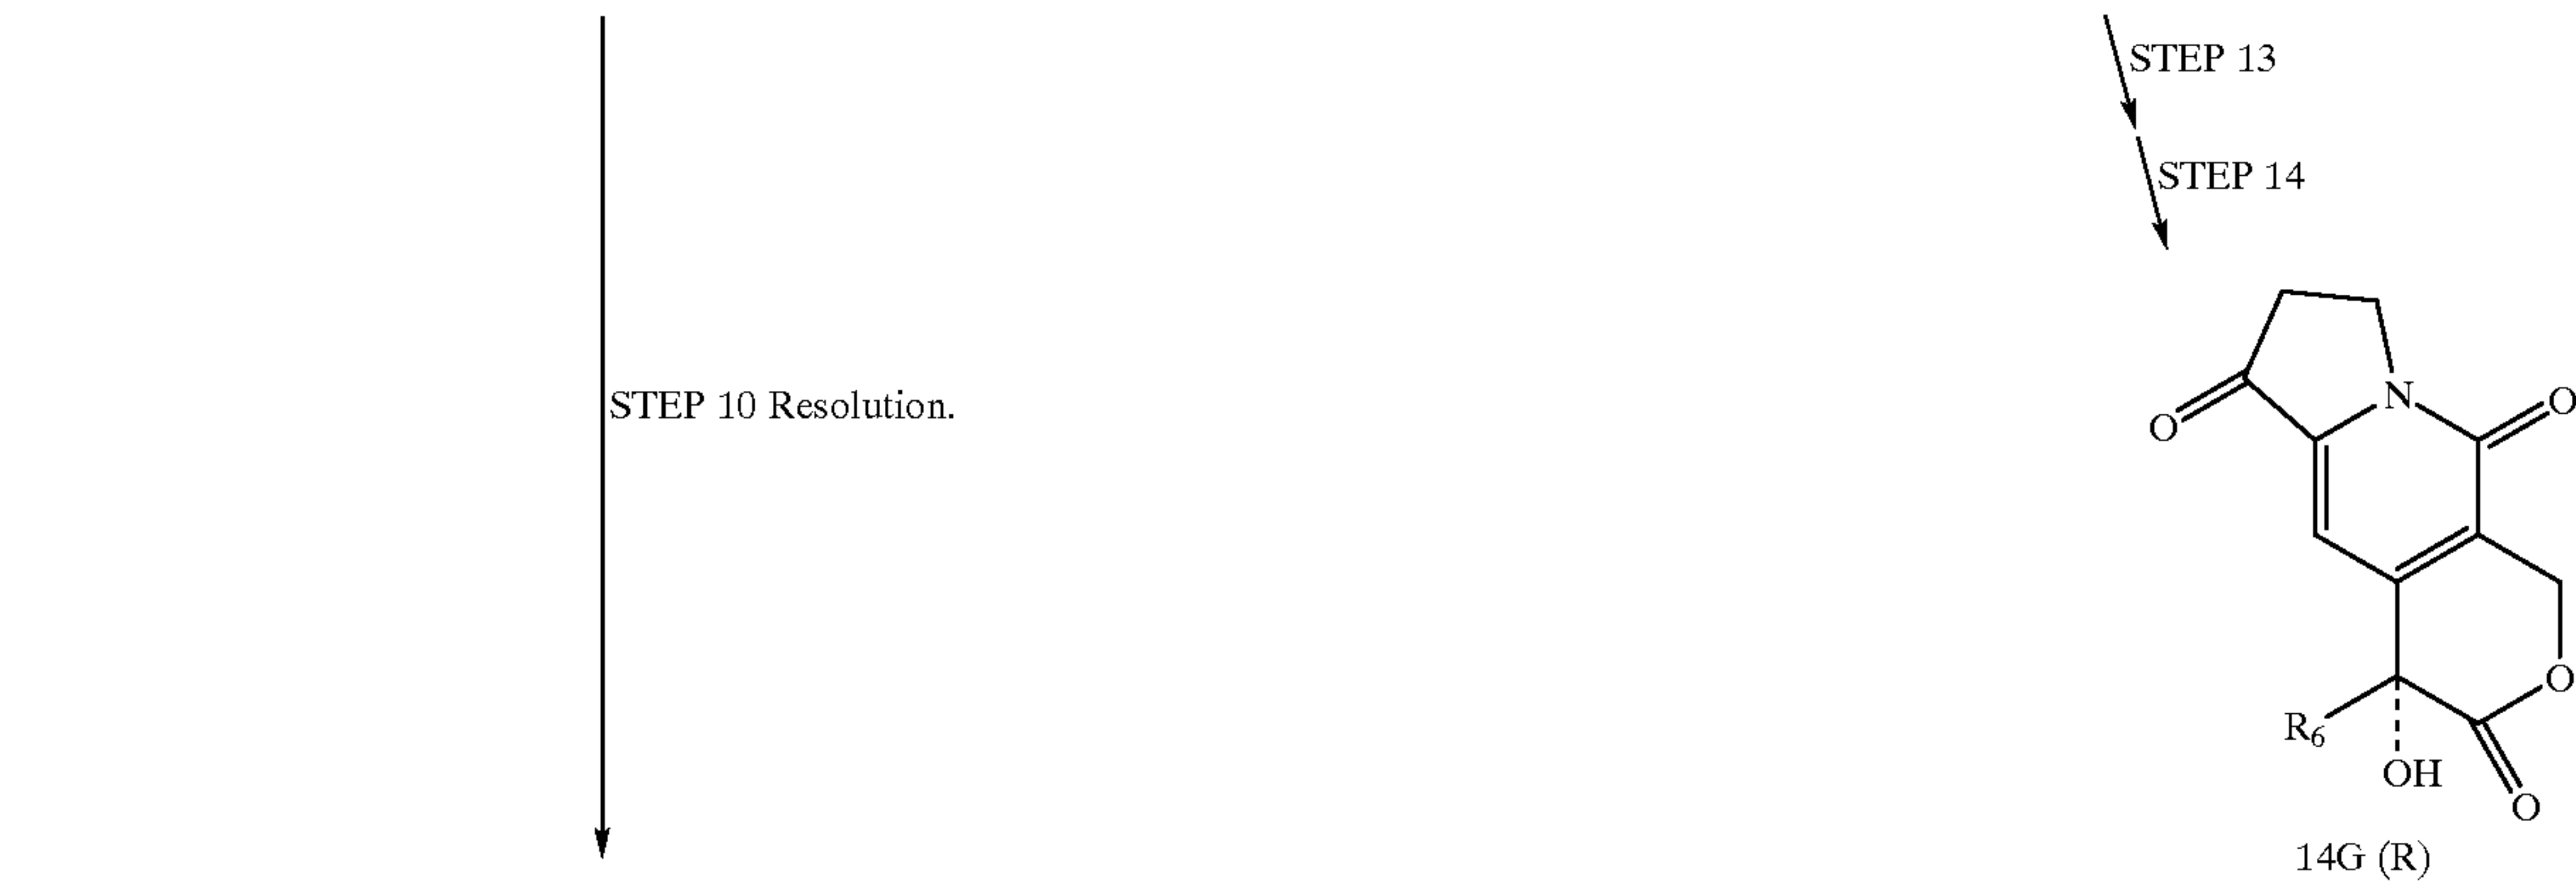 STEP 13
STEP 14
STEP 10 Resolution.
N
O
O
O
R₆
OH
O
14G (R)